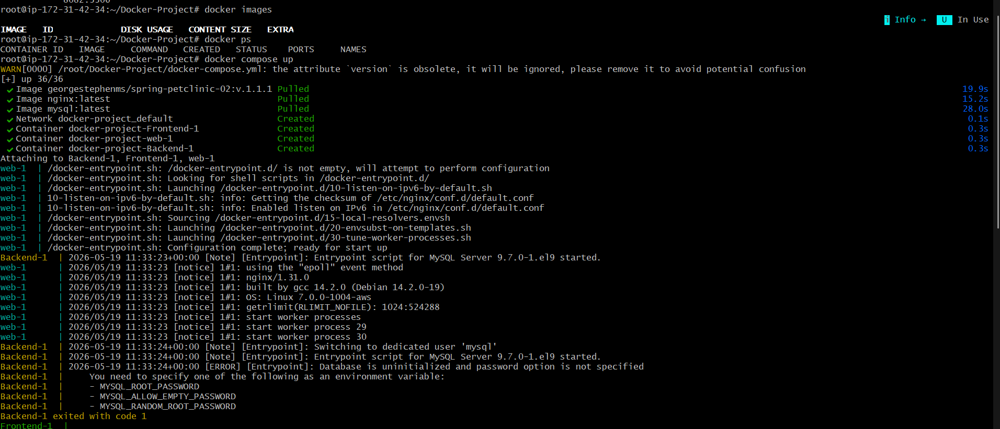 8082:3306
root@ip-172-31-42-34:~/Docker-Project# docker images
i Info → U In Use
IMAGE ID DISK USAGE CONTENT SIZE EXTRA
root@ip-172-31-42-34:~/Docker-Project# docker ps
CONTAINER ID IMAGE COMMAND CREATED STATUS PORTS NAMES
root@ip-172-31-42-34:~/Docker-Project# docker compose up
WARN[0000] /root/Docker-Project/docker-compose.yml: the attribute `version` is obsolete, it will be ignored, please remove it to avoid potential confusion
[+] up 36/36
✔ Image georgestephenms/spring-petclinic-02:v.1.1.1 Pulled 19.9s
✔ Image nginx:latest Pulled 15.2s
✔ Image mysql:latest Pulled 28.0s
✔ Network docker-project_default Created 0.1s
✔ Container docker-project-Frontend-1 Created 0.3s
✔ Container docker-project-web-1 Created 0.3s
✔ Container docker-project-Backend-1 Created 0.3s
Attaching to Backend-1, Frontend-1, web-1
web-1 | /docker-entrypoint.sh: /docker-entrypoint.d/ is not empty, will attempt to perform configuration
web-1 | /docker-entrypoint.sh: Looking for shell scripts in /docker-entrypoint.d/
web-1 | /docker-entrypoint.sh: Launching /docker-entrypoint.d/10-listen-on-ipv6-by-default.sh
web-1 | 10-listen-on-ipv6-by-default.sh: info: Getting the checksum of /etc/nginx/conf.d/default.conf
web-1 | 10-listen-on-ipv6-by-default.sh: info: Enabled listen on IPv6 in /etc/nginx/conf.d/default.conf
web-1 | /docker-entrypoint.sh: Sourcing /docker-entrypoint.d/15-local-resolvers.envsh
web-1 | /docker-entrypoint.sh: Launching /docker-entrypoint.d/20-envsubst-on-templates.sh
web-1 | /docker-entrypoint.sh: Launching /docker-entrypoint.d/30-tune-worker-processes.sh
web-1 | /docker-entrypoint.sh: Configuration complete; ready for start up
Backend-1 | 2026-05-19 11:33:23+00:00 [Note] [Entrypoint]: Entrypoint script for MySQL Server 9.7.0-1.el9 started.
web-1 | 2026/05/19 11:33:23 [notice] 1#1: using the "epoll" event method
web-1 | 2026/05/19 11:33:23 [notice] 1#1: nginx/1.31.0
web-1 | 2026/05/19 11:33:23 [notice] 1#1: built by gcc 14.2.0 (Debian 14.2.0-19)
web-1 | 2026/05/19 11:33:23 [notice] 1#1: OS: Linux 7.0.0-1004-aws
web-1 | 2026/05/19 11:33:23 [notice] 1#1: getrlimit(RLIMIT_NOFILE): 1024:524288
web-1 | 2026/05/19 11:33:23 [notice] 1#1: start worker processes
web-1 | 2026/05/19 11:33:23 [notice] 1#1: start worker process 29
web-1 | 2026/05/19 11:33:23 [notice] 1#1: start worker process 30
Backend-1 | 2026-05-19 11:33:24+00:00 [Note] [Entrypoint]: Switching to dedicated user 'mysql'
Backend-1 | 2026-05-19 11:33:24+00:00 [Note] [Entrypoint]: Entrypoint script for MySQL Server 9.7.0-1.el9 started.
Backend-1 | 2026-05-19 11:33:24+00:00 [ERROR] [Entrypoint]: Database is uninitialized and password option is not specified
Backend-1 | You need to specify one of the following as an environment variable:
Backend-1 | - MYSQL_ROOT_PASSWORD
Backend-1 | - MYSQL_ALLOW_EMPTY_PASSWORD
Backend-1 | - MYSQL_RANDOM_ROOT_PASSWORD
Backend-1 exited with code 1
Frontend-1 |